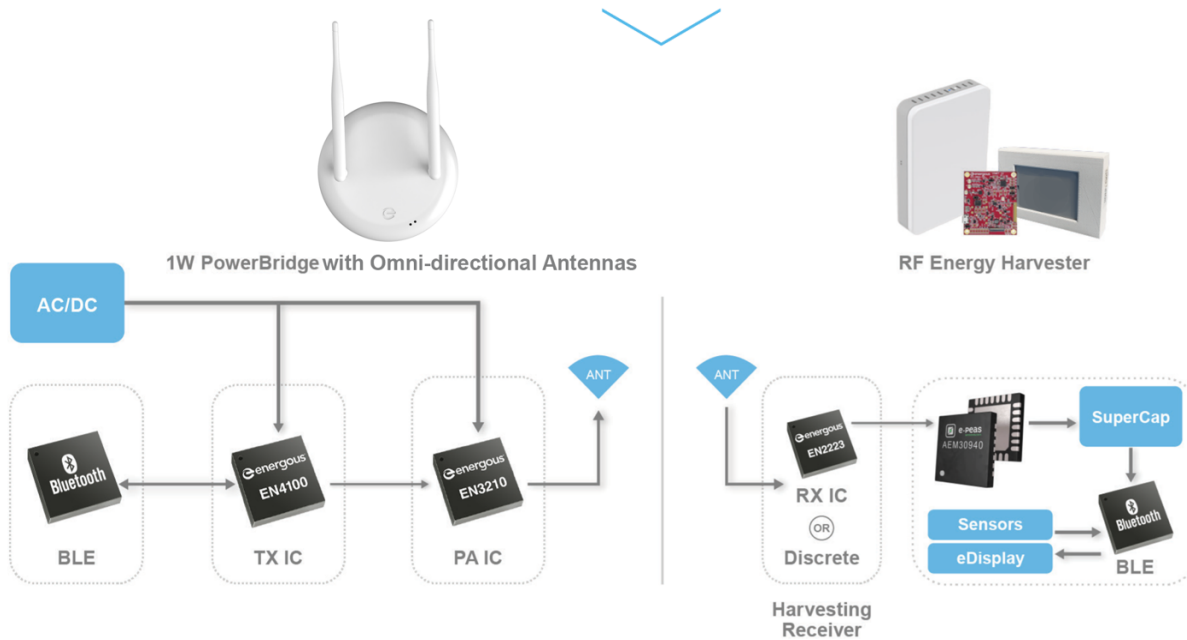 1W PowerBridge with Omni-directional Antennas
RF Energy Harvester
AC/DC
ANT
ANT
Bluetooth
energous
EN4100
energous
EN3210
energous
EN2223
e-peas
AEM30940
SuperCap
Bluetooth
RX IC
OR
Discrete
Sensors
eDisplay
BLE
TX IC
PA IC
BLE
Harvesting
Receiver